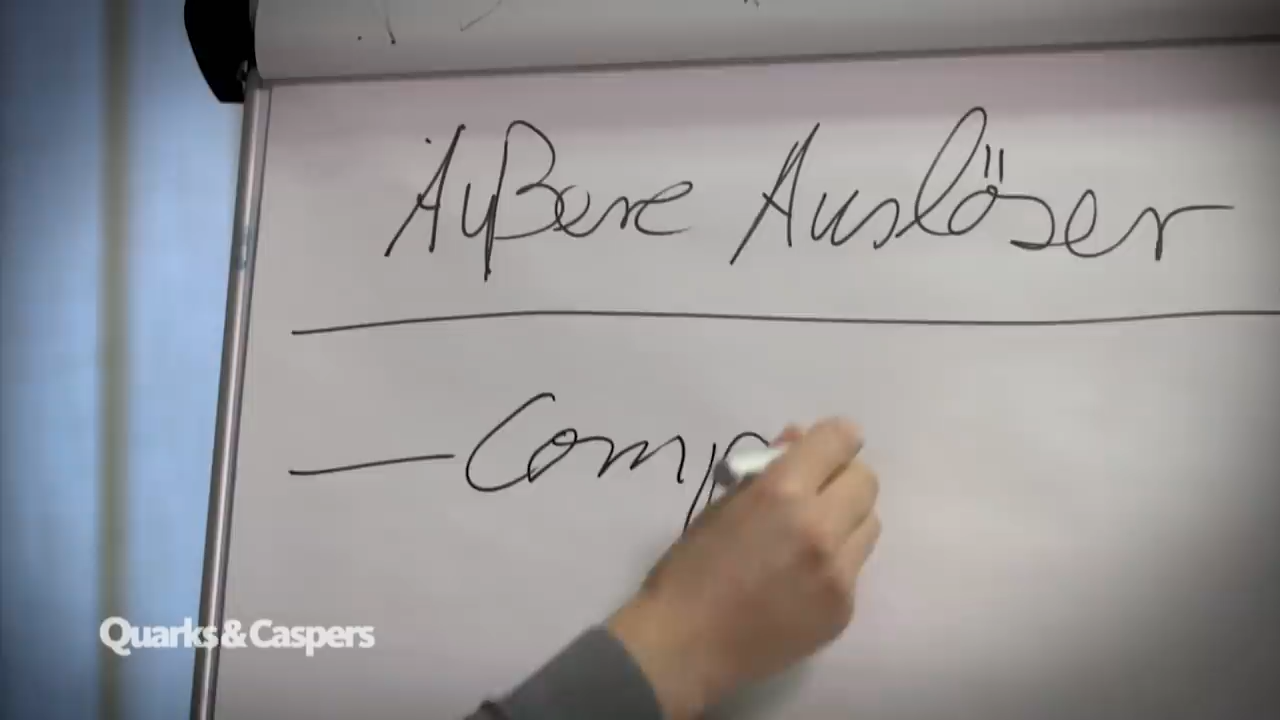 Äußere Auslöser
— Comp
Quarks & Caspers